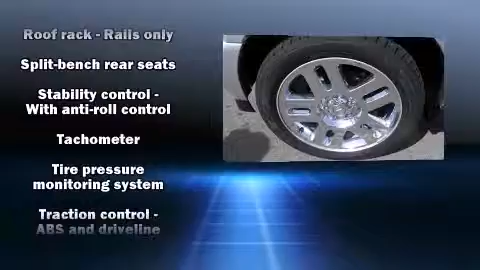 Roof rack - Rails only
Split-bench rear seats
Stability control -
With anti-roll control
Tachometer
Tire pressure
monitoring system
Traction control -
ABS and driveline